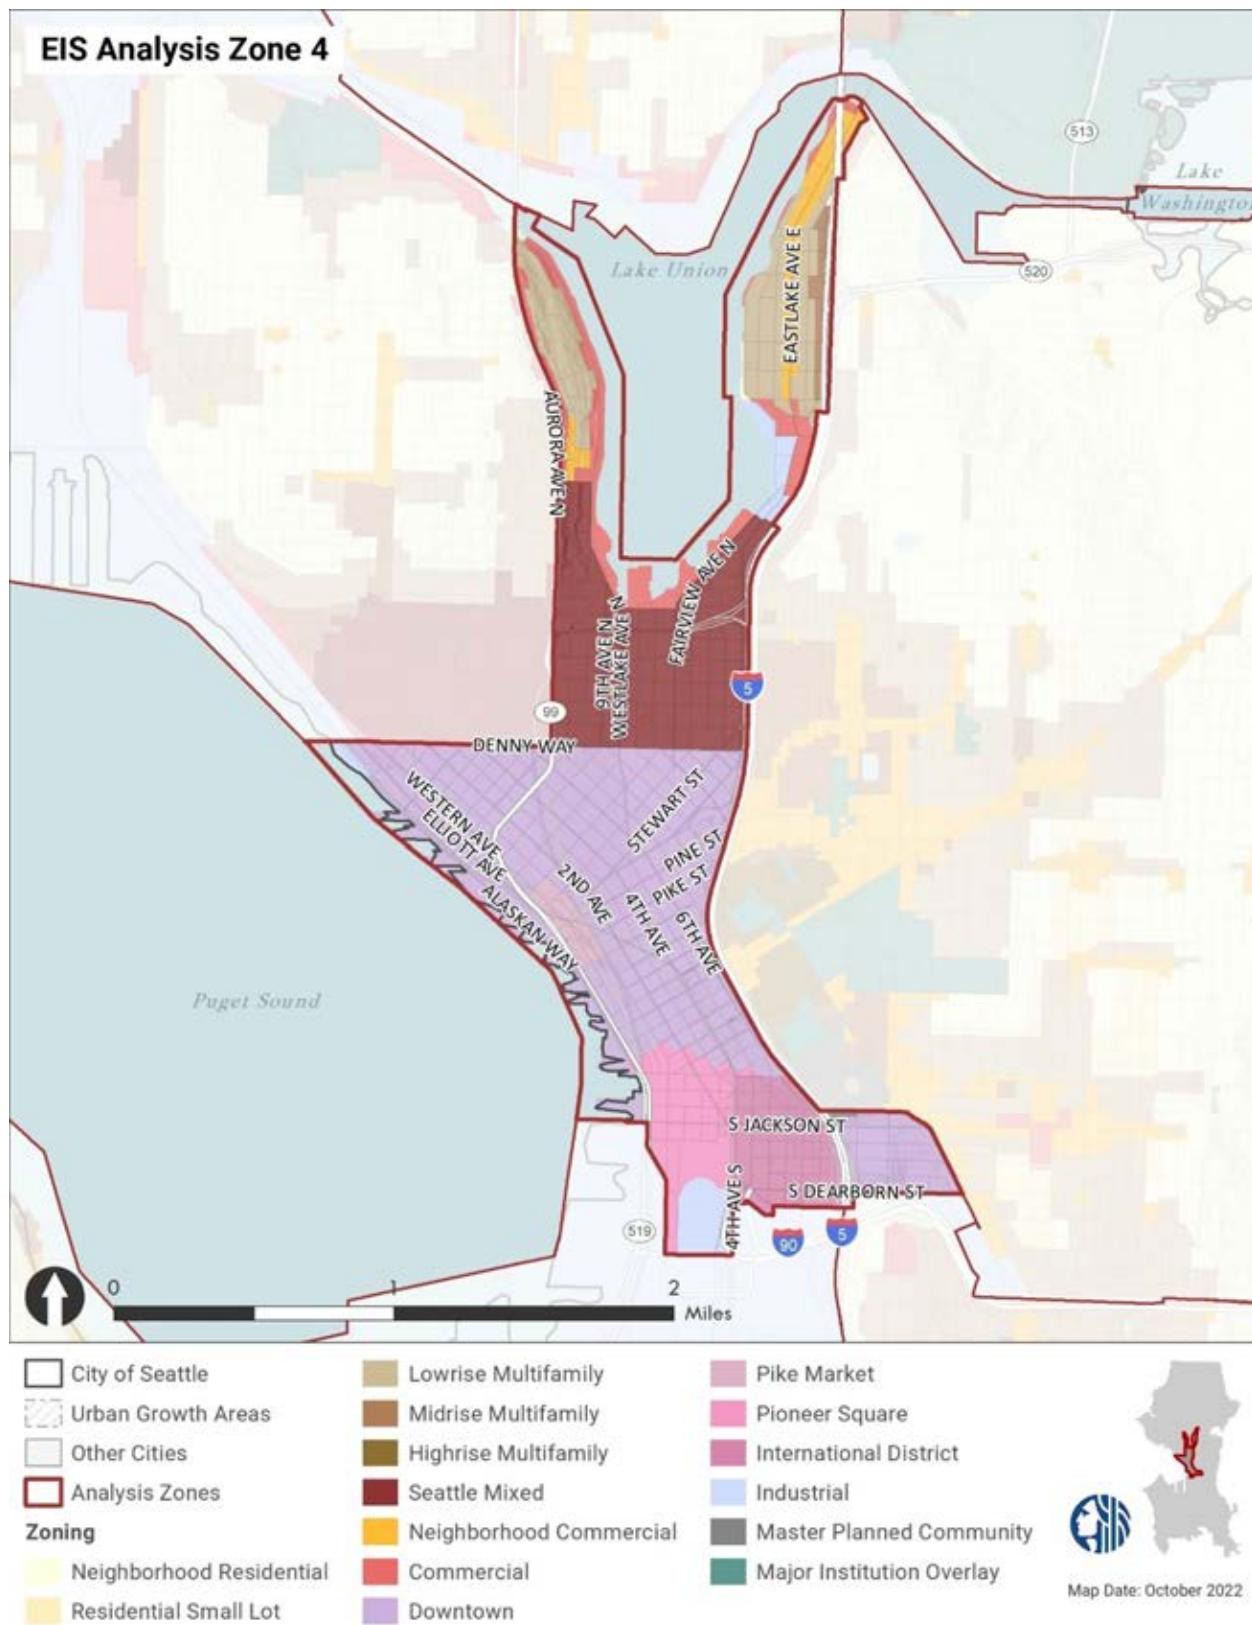 EIS Analysis Zone 4
513
Lake
Washington
Lake Union
520
EASTLAKE AVE E
AURORA AVE N
FAIRVIEW AVE N
9TH AVE N
WESTLAKE AVE N
5
99
DENNY WAY
WESTERN AVE
ELLIOTT AVE
STEWART ST
PINE ST
PIKE ST
2ND AVE
4TH AVE
6TH AVE
ALASKAN WAY
Puget Sound
S JACKSON ST
S DEARBORN ST
4TH AVE S
519
90
5
0 1 2
Miles
City of Seattle
Urban Growth Areas
Other Cities
Analysis Zones
Zoning
Neighborhood Residential
Residential Small Lot
Lowrise Multifamily
Midrise Multifamily
Highrise Multifamily
Seattle Mixed
Neighborhood Commercial
Commercial
Downtown
Pike Market
Pioneer Square
International District
Industrial
Master Planned Community
Major Institution Overlay
Map Date: October 2022